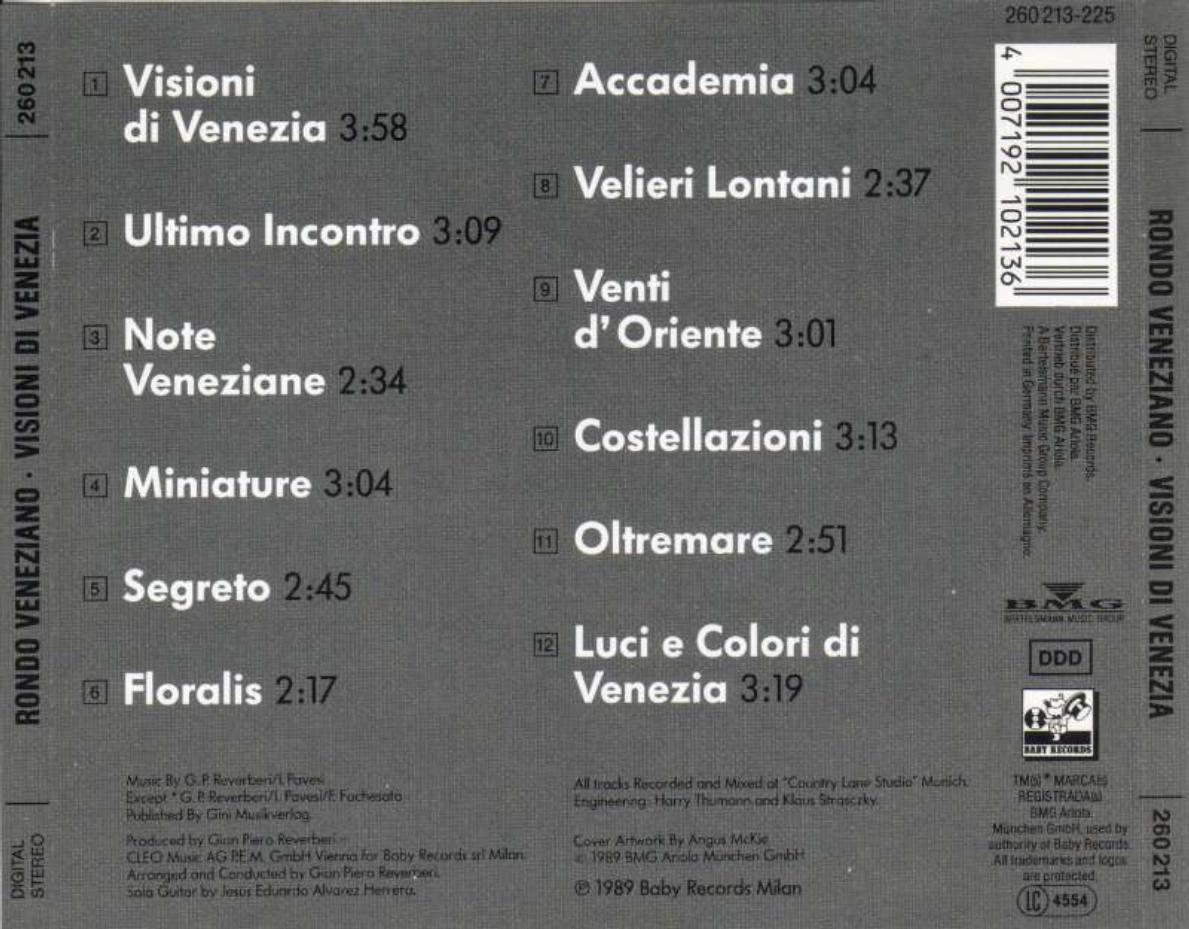 260213
RONDO VENEZIANO · VISIONI DI VENEZIA
DIGITAL
STEREO
1 Visioni
di Venezia 3:58
2 Ultimo Incontro 3:09
3 Note
Veneziane 2:34
4 Miniature 3:04
5 Segreto 2:45
6 Floralis 2:17
Music By G. P. Reverberi/I. Pavesi
Except * G. P. Reverberi/I. Pavesi/F. Fachesato
Published By Gini Musikverlag.
Produced by Gian Piero Reverberi
CLEO Music AG P.E.M. GmbH Vienna for Baby Records srl Milan.
Arranged and Conducted by Gian Piero Reverberi.
Solo Guitar by Jesus Eduardo Alvarez Herrera.
7 Accademia 3:04
8 Velieri Lontani 2:37
9 Venti
d'Oriente 3:01
10 Costellazioni 3:13
11 Oltremare 2:51
12 Luci e Colori di
Venezia 3:19
All tracks Recorded and Mixed at "Country Lane Studio" Munich.
Engineering: Harry Thumann and Klaus Strasczky.
Cover Artwork By Angus McKie
© 1989 BMG Ariola München GmbH
℗ 1989 Baby Records Milan
260213-225
4 007192 102136
Distributed by BMG Records.
Distribué par BMG Ariola.
Vertrieb durch BMG Ariola.
A Bertelsmann Music Group Company.
Printed in Germany. Imprimé en Allemagne.
BMG
BERTELSMANN MUSIC GROUP
DDD
BABY RECORDS
TM(s) ® MARCA(s)
REGISTRADA(s)
BMG Ariola
München GmbH, used by
authority of Baby Records.
All trademarks and logos
are protected.
LC 4554
DIGITAL
STEREO
RONDO VENEZIANO · VISIONI DI VENEZIA
260213